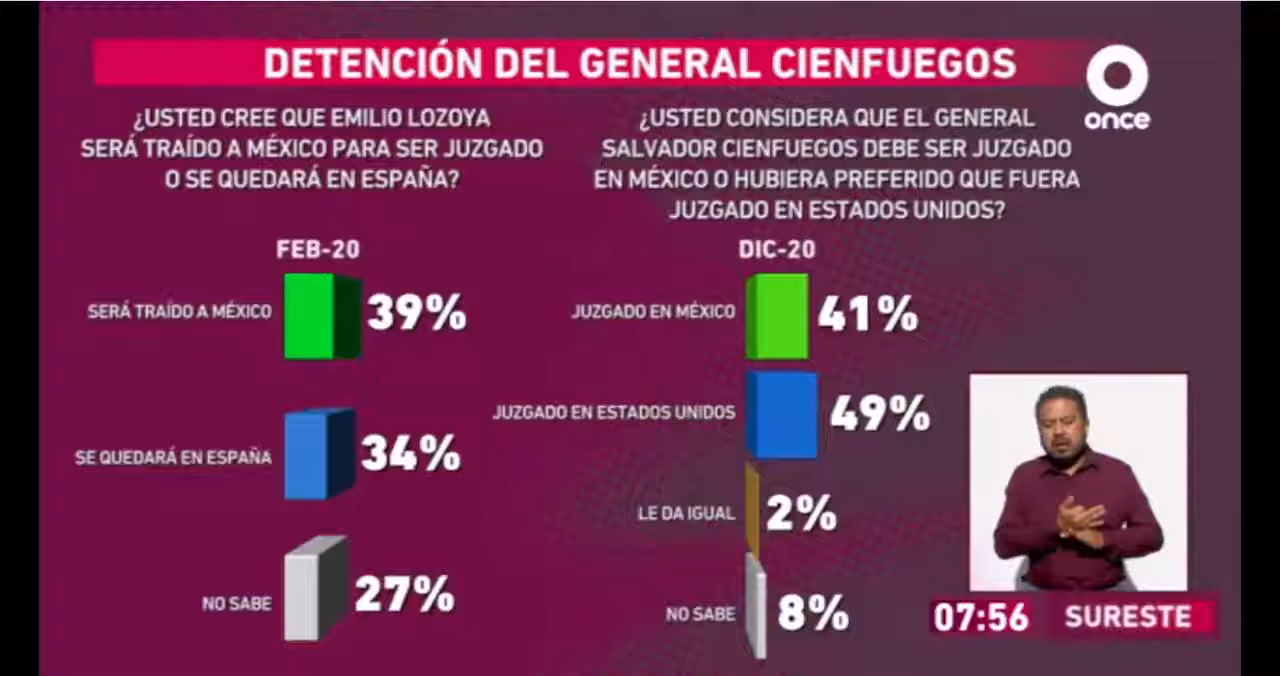 DETENCIÓN DEL GENERAL CIENFUEGOS
once
¿USTED CREE QUE EMILIO LOZOYA
SERÁ TRAÍDO A MÉXICO PARA SER JUZGADO
O SE QUEDARÁ EN ESPAÑA?
FEB-20
SERÁ TRAÍDO A MÉXICO 39%
SE QUEDARÁ EN ESPAÑA 34%
NO SABE 27%
¿USTED CONSIDERA QUE EL GENERAL
SALVADOR CIENFUEGOS DEBE SER JUZGADO
EN MÉXICO O HUBIERA PREFERIDO QUE FUERA
JUZGADO EN ESTADOS UNIDOS?
DIC-20
JUZGADO EN MÉXICO 41%
JUZGADO EN ESTADOS UNIDOS 49%
LE DA IGUAL 2%
NO SABE 8%
07:56 SURESTE